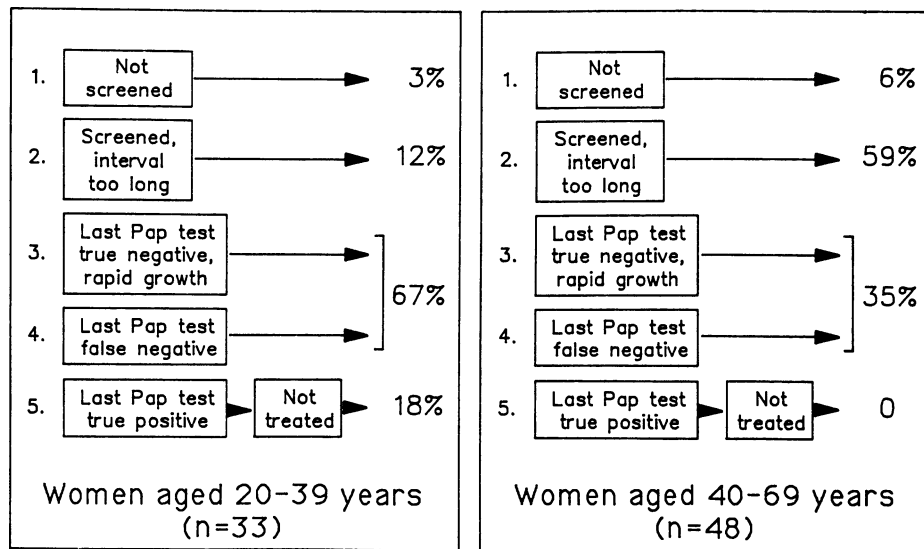 1. Not
screened
3%
2. Screened,
interval
too long
12%
3. Last Pap test
true negative,
rapid growth
67%
4. Last Pap test
false negative
5. Last Pap test
true positive
Not
treated
18%
Women aged 20-39 years
(n=33)
1. Not
screened
6%
2. Screened,
interval
too long
59%
3. Last Pap test
true negative,
rapid growth
35%
4. Last Pap test
false negative
5. Last Pap test
true positive
Not
treated
0
Women aged 40-69 years
(n=48)